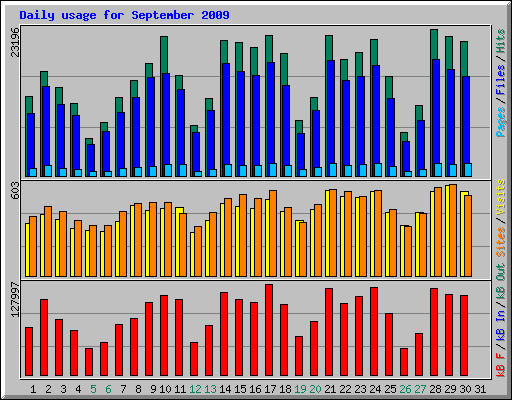 Daily usage for September 2009
23196
Pages / Files / Hits
603
Sites / Visits
127997
kB F / kB In / kB Out
1 2 3 4 5 6 7 8 9 10 11 12 13 14 15 16 17 18 19 20 21 22 23 24 25 26 27 28 29 30 31